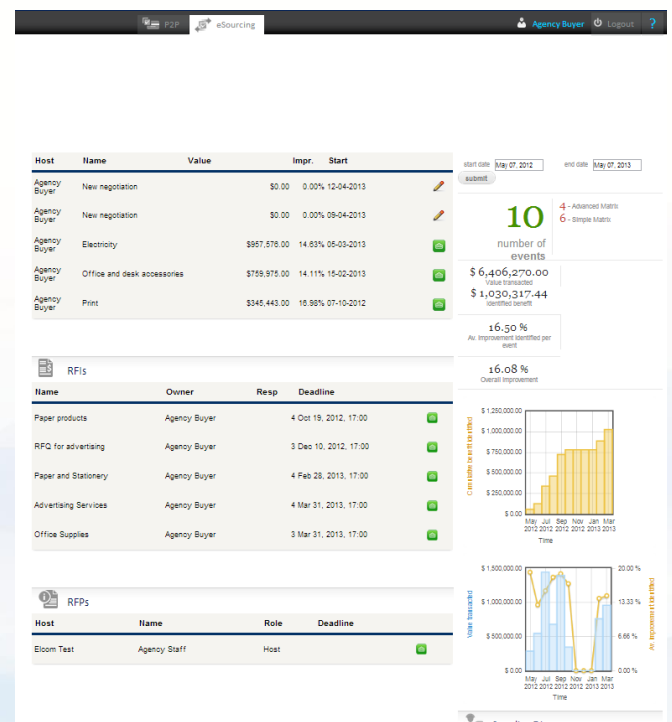 P2P eSourcing Agency Buyer Logout ?
Host Name Value Impr. Start
Agency Buyer New negotiation $0.00 0.00% 12-04-2013
Agency Buyer New negotiation $0.00 0.00% 09-04-2013
Agency Buyer Electricity $957,576.00 14.63% 05-03-2013
Agency Buyer Office and desk accessories $759,975.00 14.11% 15-02-2013
Agency Buyer Print $345,443.00 16.98% 07-10-2012
RFIs
Name Owner Resp Deadline
Paper products Agency Buyer 4 Oct 19, 2012, 17:00
RFQ for advertising Agency Buyer 3 Dec 10, 2012, 17:00
Paper and Stationery Agency Buyer 4 Feb 28, 2013, 17:00
Advertising Services Agency Buyer 4 Mar 31, 2013, 17:00
Office Supplies Agency Buyer 3 Mar 31, 2013, 17:00
RFPs
Host Name Role Deadline
Elcom Test Agency Staff Host
start date May 07, 2012 end date May 07, 2013
submit
10
number of
events
4 - Advanced Matrix
6 - Simple Matrix
$ 6,406,270.00
Value transacted
$ 1,030,317.44
Identified benefit
16.50 %
Av. Improvement Identified per
event
16.08 %
Overall Improvement
Cumulative benefit identified
$ 1,250,000.00
$ 1,000,000.00
$ 750,000.00
$ 500,000.00
$ 250,000.00
$ 0.00
May Jul Sep Nov Jan Mar
2012 2012 2012 2012 2013 2013
Time
Value transacted
$ 1,500,000.00
$ 1,000,000.00
$ 500,000.00
$ 0.00
20.00 %
13.33 %
6.66 %
0.00 %
Av. Improvement identified
May Jul Sep Nov Jan Mar
2012 2012 2012 2012 2013 2013
Time